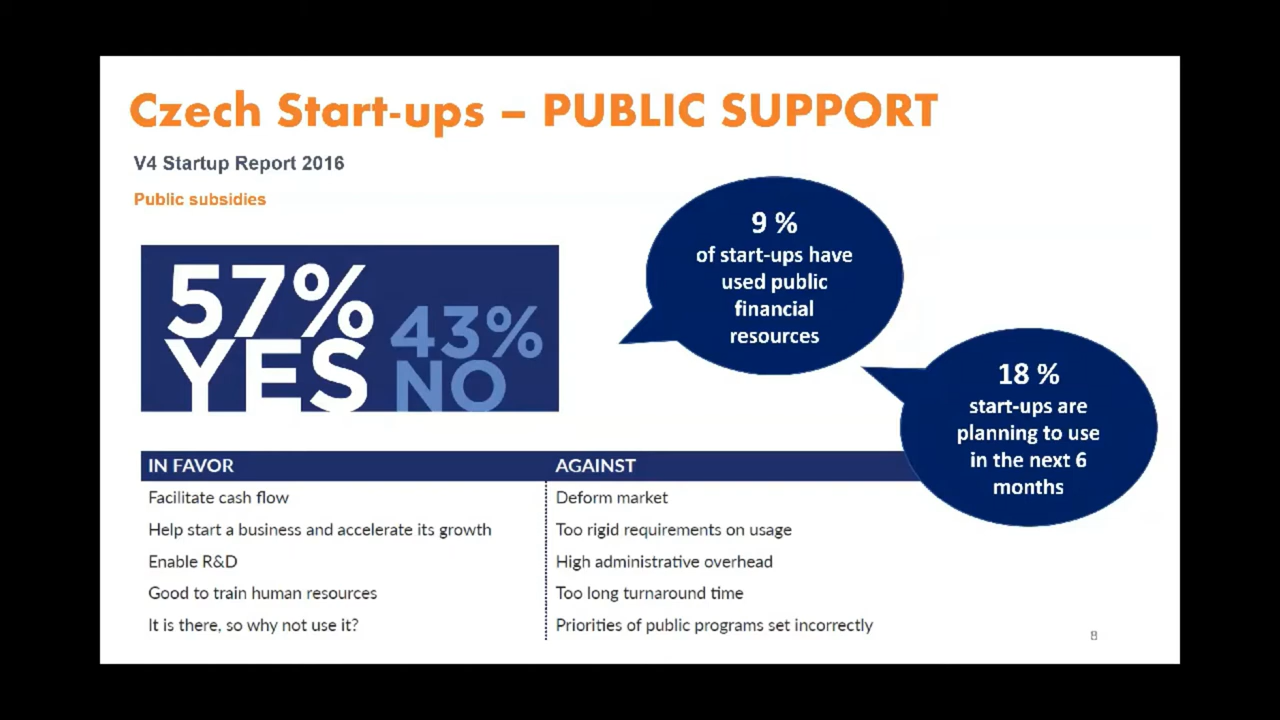 Czech Start-ups – PUBLIC SUPPORT
V4 Startup Report 2016
Public subsidies
57%
YES
43%
NO
9 %
of start-ups have
used public
financial
resources
18 %
start-ups are
planning to use
in the next 6
months
IN FAVOR
AGAINST
Facilitate cash flow
Deform market
Help start a business and accelerate its growth
Too rigid requirements on usage
Enable R&D
High administrative overhead
Good to train human resources
Too long turnaround time
It is there, so why not use it?
Priorities of public programs set incorrectly
8